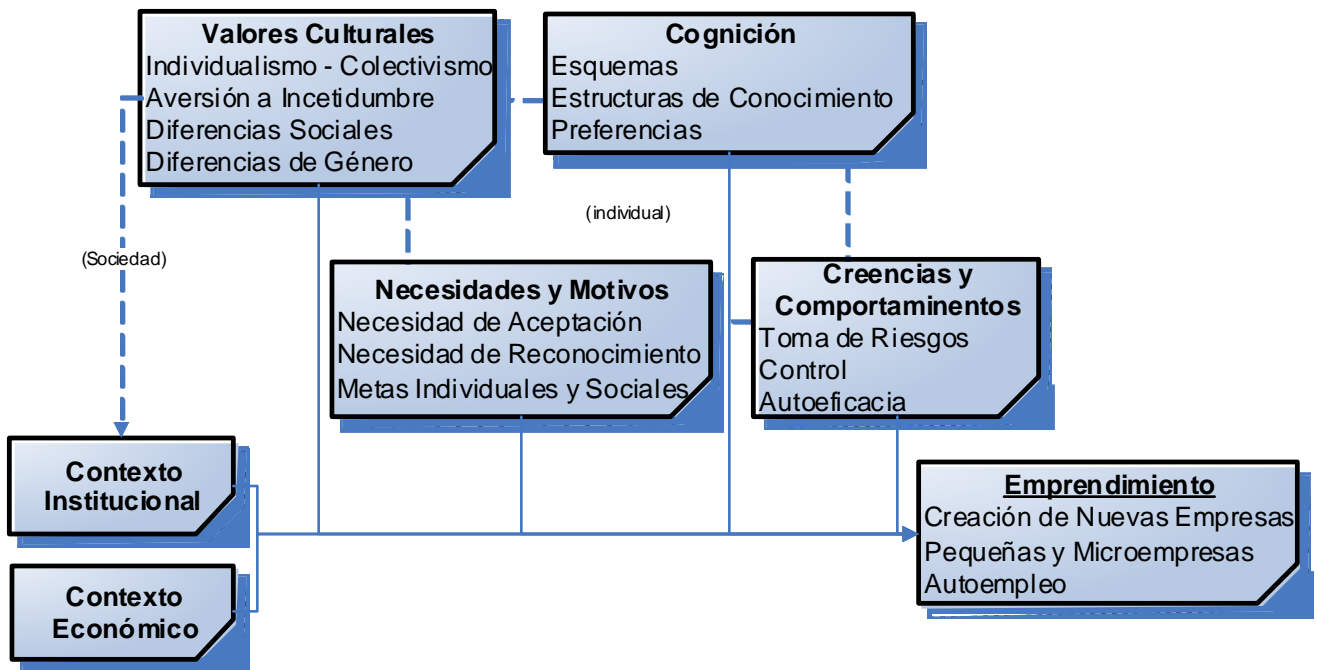 Valores Culturales
Individualismo - Colectivismo
Aversión a Incetidumbre
Diferencias Sociales
Diferencias de Género
Cognición
Esquemas
Estructuras de Conocimiento
Preferencias
(individual)
(Sociedad)
Necesidades y Motivos
Necesidad de Aceptación
Necesidad de Reconocimiento
Metas Individuales y Sociales
Creencias y
Comportaminentos
Toma de Riesgos
Control
Autoeficacia
Contexto
Institucional
Contexto
Económico
Emprendimiento
Creación de Nuevas Empresas
Pequeñas y Microempresas
Autoempleo